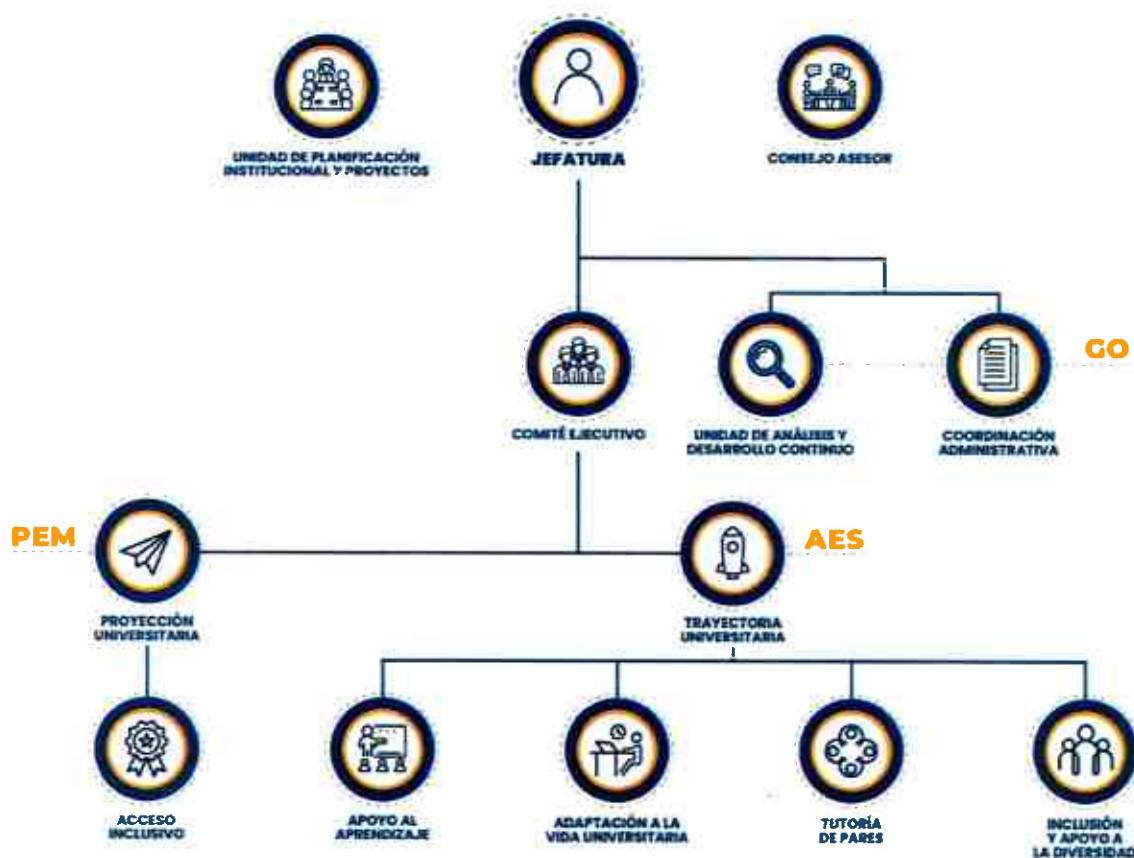 UNIDAD DE PLANIFICACIÓN
INSTITUCIONAL Y PROYECTOS
JEFATURA
CONSEJO ASESOR
COMITÉ EJECUTIVO
UNIDAD DE ANÁLISIS Y
DESARROLLO CONTINUO
COORDINACIÓN
ADMINISTRATIVA
GO
PEM
PROYECCIÓN
UNIVERSITARIA
AES
TRAYECTORIA
UNIVERSITARIA
ACCESO
INCLUSIVO
APOYO AL
APRENDIZAJE
ADAPTACIÓN A LA
VIDA UNIVERSITARIA
TUTORÍA
DE PARES
INCLUSIÓN
Y APOYO A
LA DIVERSIDAD